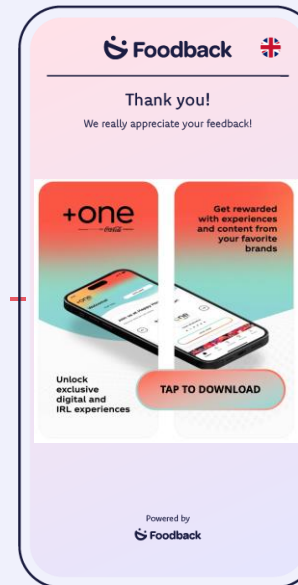 Foodback
Thank you!
We really appreciate your feedback!
+one
Coca-Cola
Get rewarded
with experiences
and content from
your favorite
brands
Unlock
exclusive
digital and
IRL experiences
TAP TO DOWNLOAD
Powered by
Foodback